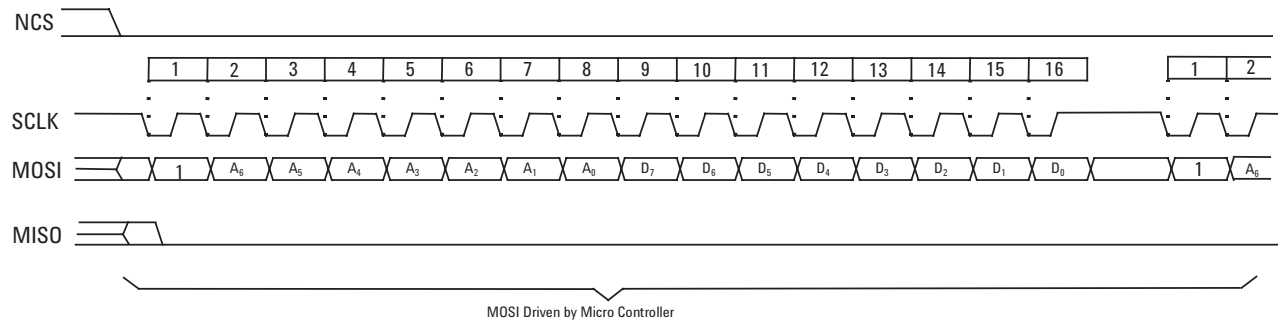 NCS
1 2 3 4 5 6 7 8 9 10 11 12 13 14 15 16 1 2
SCLK
MOSI 1 A₆ A₅ A₄ A₃ A₂ A₁ A₀ D₇ D₆ D₅ D₄ D₃ D₂ D₁ D₀ 1 A₆
MISO
MOSI Driven by Micro Controller